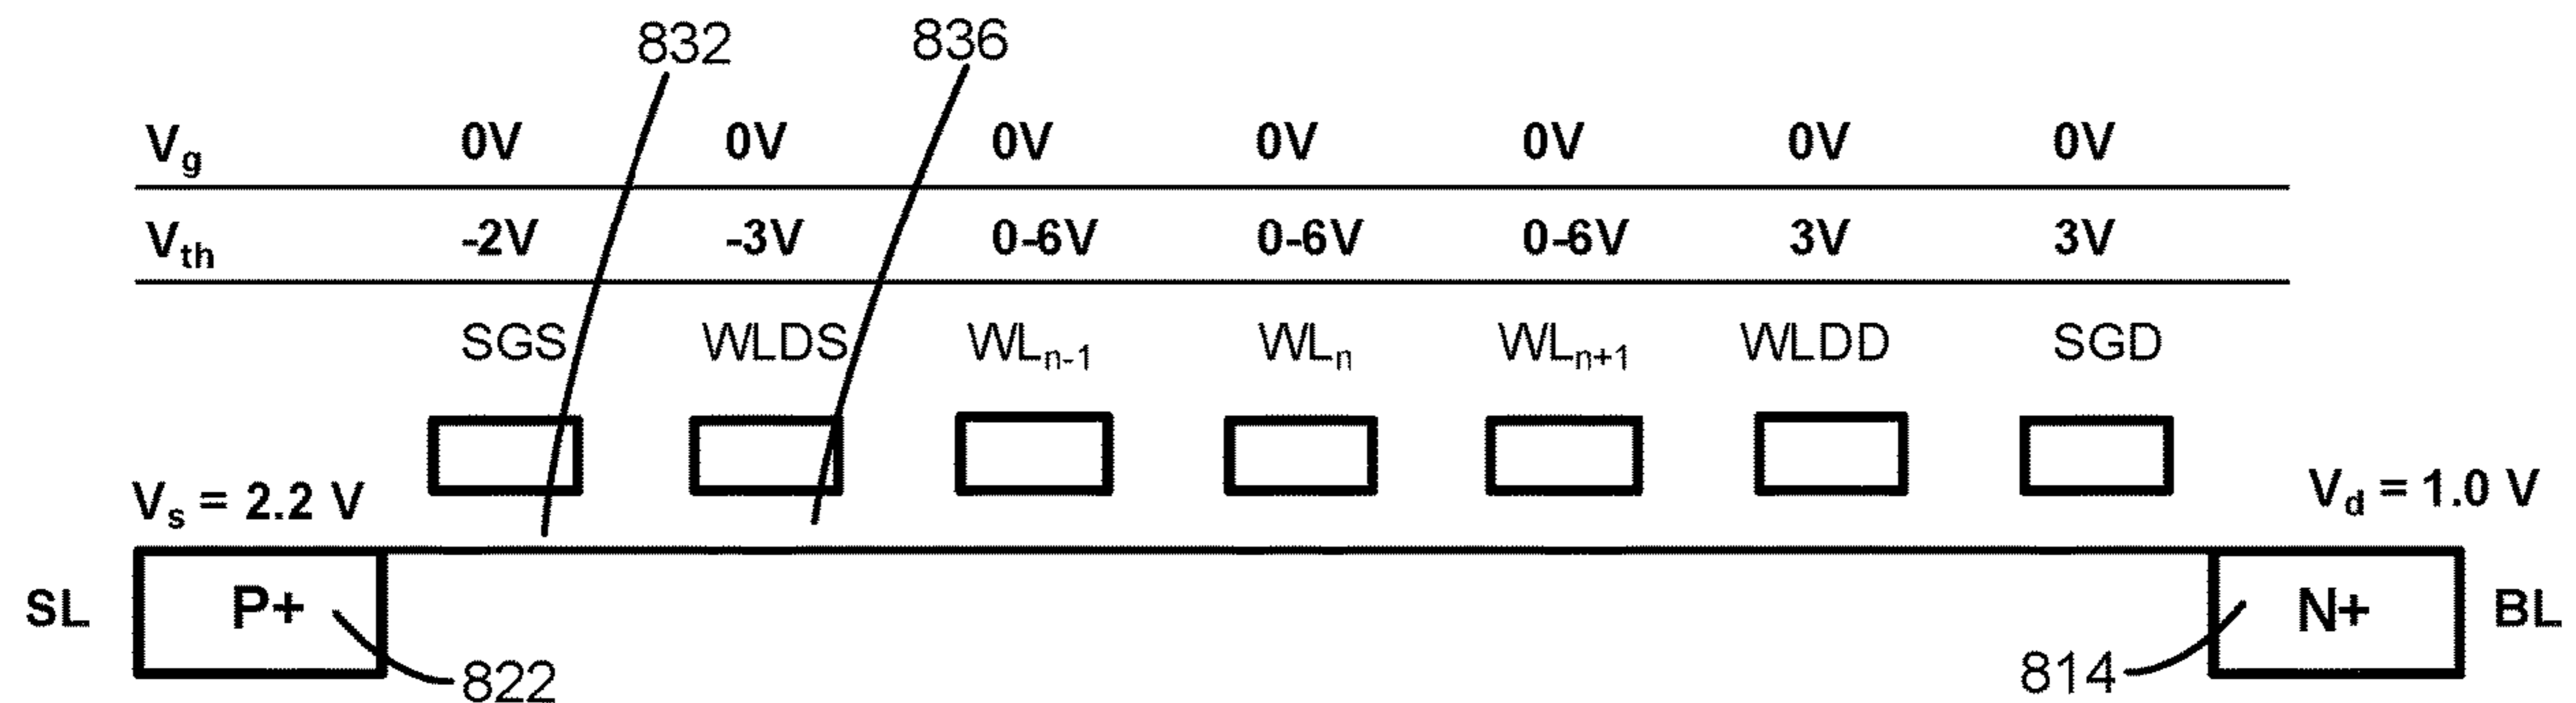 832 836
Vg 0V 0V 0V 0V 0V 0V 0V
Vth -2V -3V 0-6V 0-6V 0-6V 3V 3V
SGS WLDS WLn-1 WLn WLn+1 WLDD SGD
Vs = 2.2 V Vd = 1.0 V
SL P+ N+ BL
822 814